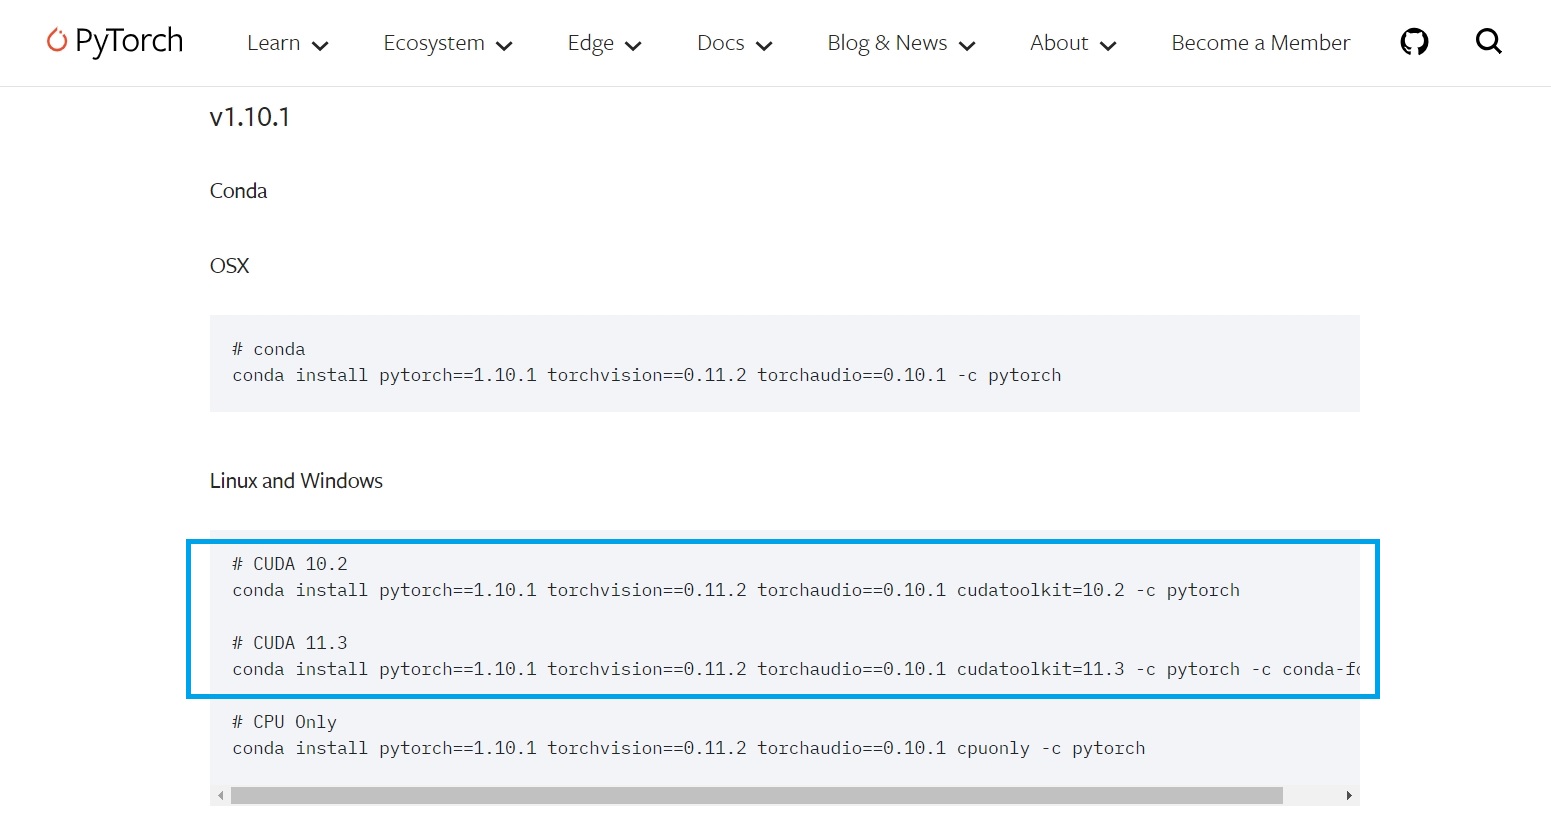 PyTorch Learn Ecosystem Edge Docs Blog & News About Become a Member
v1.10.1
Conda
OSX
# conda
conda install pytorch==1.10.1 torchvision==0.11.2 torchaudio==0.10.1 -c pytorch
Linux and Windows
# CUDA 10.2
conda install pytorch==1.10.1 torchvision==0.11.2 torchaudio==0.10.1 cudatoolkit=10.2 -c pytorch
# CUDA 11.3
conda install pytorch==1.10.1 torchvision==0.11.2 torchaudio==0.10.1 cudatoolkit=11.3 -c pytorch -c conda-fo
# CPU Only
conda install pytorch==1.10.1 torchvision==0.11.2 torchaudio==0.10.1 cpuonly -c pytorch